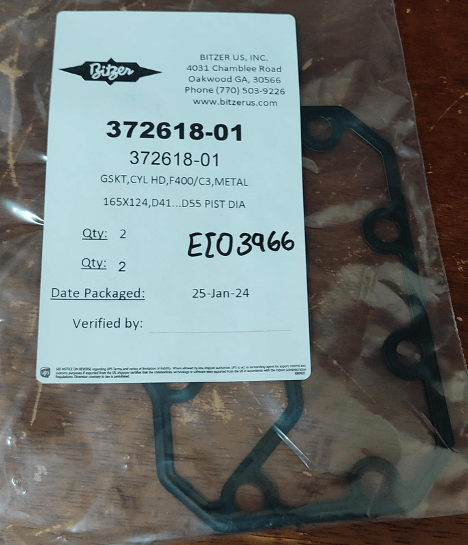 Bitzer
BITZER US, INC.
4031 Chamblee Road
Oakwood GA, 30566
Phone (770) 503-9226
www.bitzerus.com
372618-01
372618-01
GSKT,CYL HD,F400/C3,METAL
165X124,D41...D55 PIST DIA
Qty: 2
EIO3966
Qty: 2
Date Packaged: 25-Jan-24
Verified by: